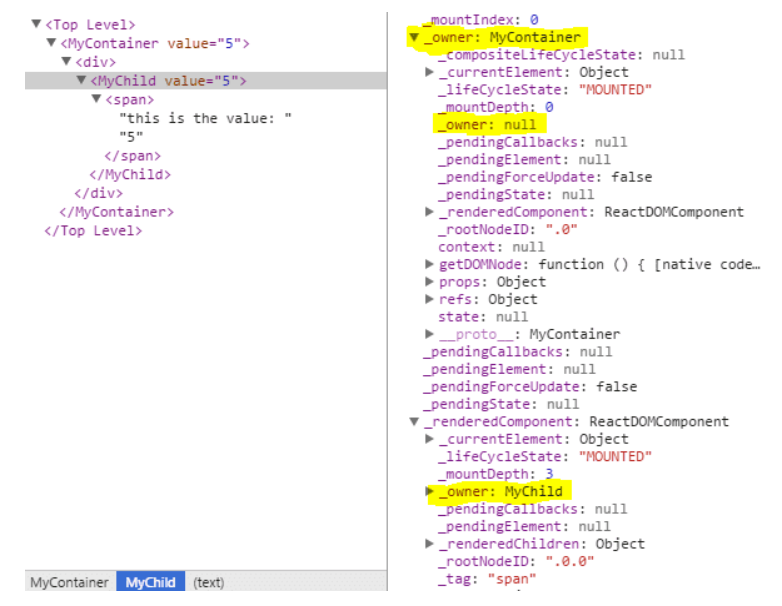 ▼<Top Level>
▼<MyContainer value="5">
▼<div>
▼<MyChild value="5">
▼<span>
"this is the value: "
"5"
</span>
</MyChild>
</div>
</MyContainer>
</Top Level>
MyContainer MyChild (text)
_mountIndex: 0
▼_owner: MyContainer
_compositeLifeCycleState: null
▶_currentElement: Object
_lifeCycleState: "MOUNTED"
_mountDepth: 0
_owner: null
_pendingCallbacks: null
_pendingElement: null
_pendingForceUpdate: false
_pendingState: null
▶_renderedComponent: ReactDOMComponent
_rootNodeID: ".0"
context: null
▶getDOMNode: function () { [native code…
▶props: Object
▶refs: Object
state: null
▶__proto__: MyContainer
_pendingCallbacks: null
_pendingElement: null
_pendingForceUpdate: false
_pendingState: null
▼_renderedComponent: ReactDOMComponent
▶_currentElement: Object
_lifeCycleState: "MOUNTED"
_mountDepth: 3
▶_owner: MyChild
_pendingCallbacks: null
_pendingElement: null
▶_renderedChildren: Object
_rootNodeID: ".0.0"
_tag: "span"